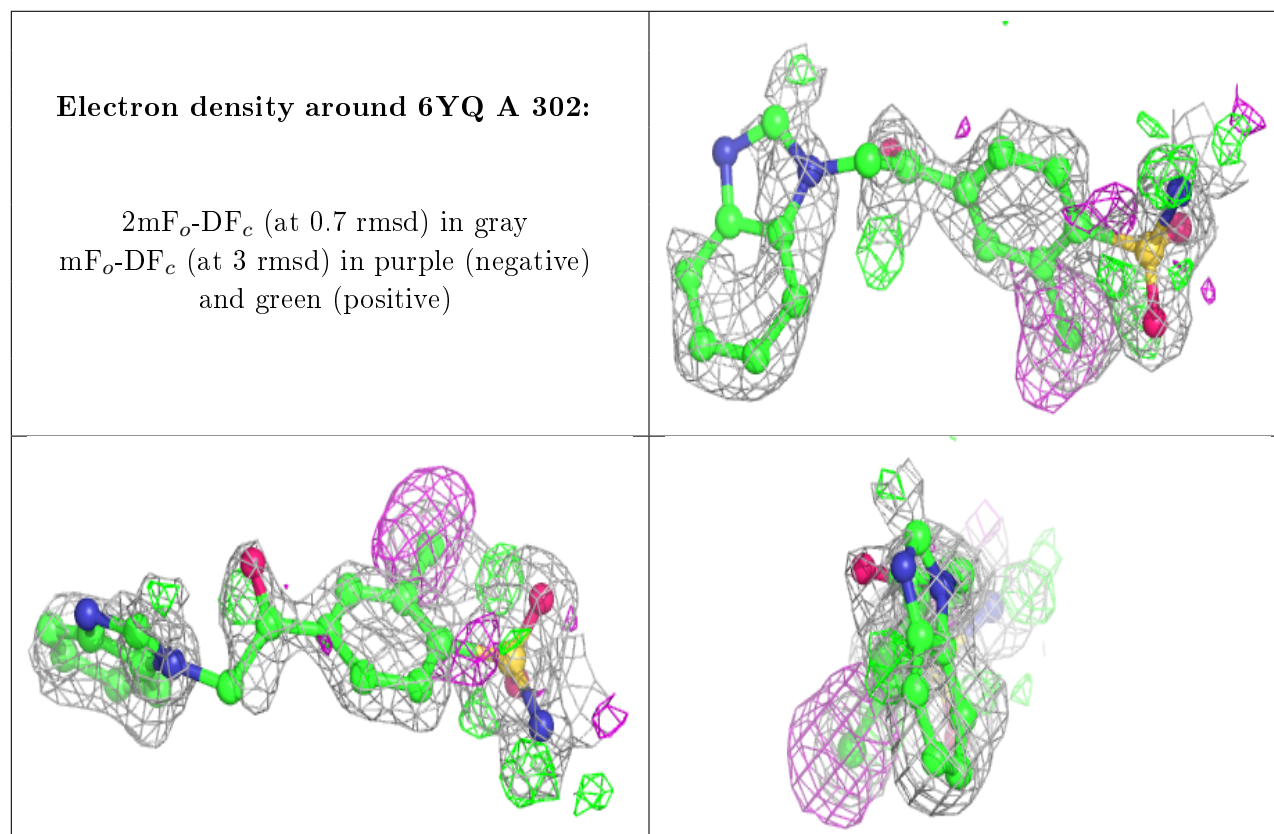 Electron density around 6YQ A 302:
2mFₒ-DF𝒸 (at 0.7 rmsd) in gray
mFₒ-DF𝒸 (at 3 rmsd) in purple (negative)
and green (positive)